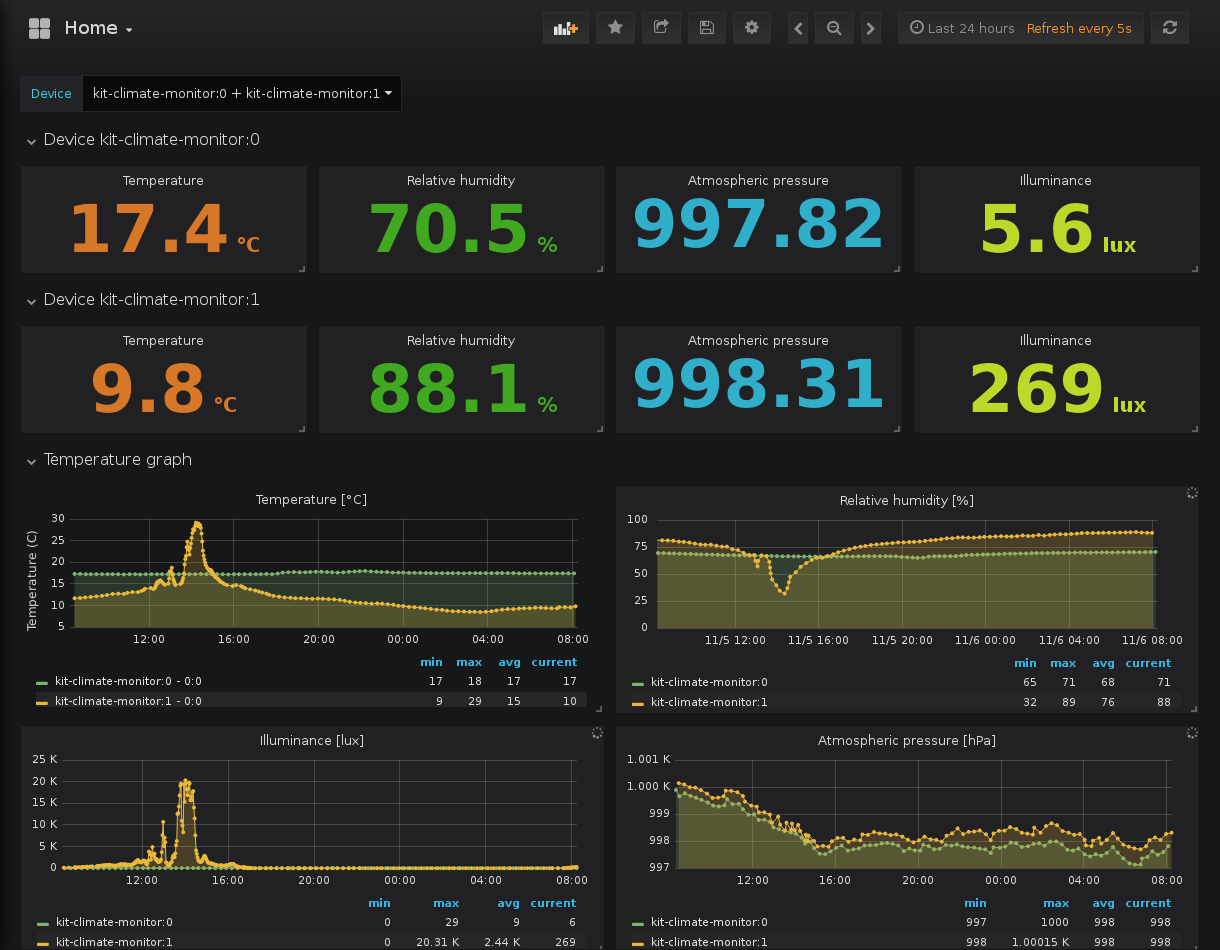 Home
Last 24 hours Refresh every 5s
Device kit-climate-monitor:0 + kit-climate-monitor:1
Device kit-climate-monitor:0
Temperature Relative humidity Atmospheric pressure Illuminance
17.4 °C 70.5 % 997.82 5.6 lux
Device kit-climate-monitor:1
Temperature Relative humidity Atmospheric pressure Illuminance
9.8 °C 88.1 % 998.31 269 lux
Temperature graph
Temperature [°C]
Temperature (C)
30
25
20
15
10
5
12:00 16:00 20:00 00:00 04:00 08:00
min max avg current
kit-climate-monitor:0 - 0:0 17 18 17 17
kit-climate-monitor:1 - 0:0 9 29 15 10
Relative humidity [%]
100
75
50
25
0
11/5 12:00 11/5 16:00 11/5 20:00 11/6 00:00 11/6 04:00 11/6 08:00
min max avg current
kit-climate-monitor:0 65 71 68 71
kit-climate-monitor:1 32 89 76 88
Illuminance [lux]
25 K
20 K
15 K
10 K
5 K
0
12:00 16:00 20:00 00:00 04:00 08:00
min max avg current
kit-climate-monitor:0 0 29 9 6
kit-climate-monitor:1 0 20.31 K 2.44 K 269
Atmospheric pressure [hPa]
1.001 K
1.000 K
999
998
997
12:00 16:00 20:00 00:00 04:00 08:00
min max avg current
kit-climate-monitor:0 997 1000 998 998
kit-climate-monitor:1 998 1.00015 K 998 998